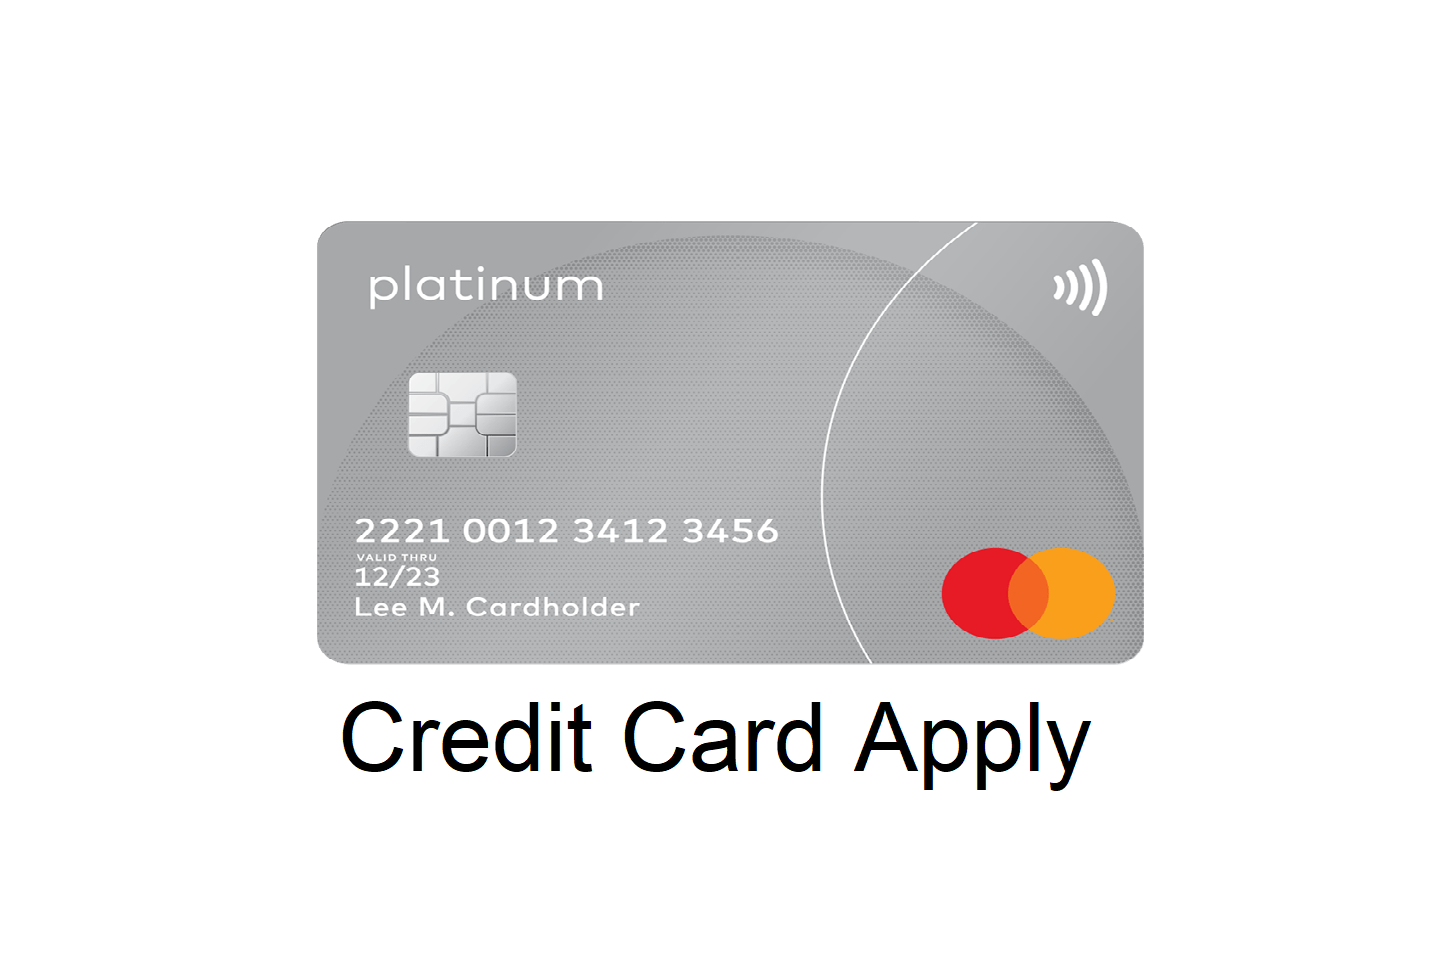 platinum
2221 0012 3412 3456
VALID THRU
12/23
Lee M. Cardholder
Credit Card Apply